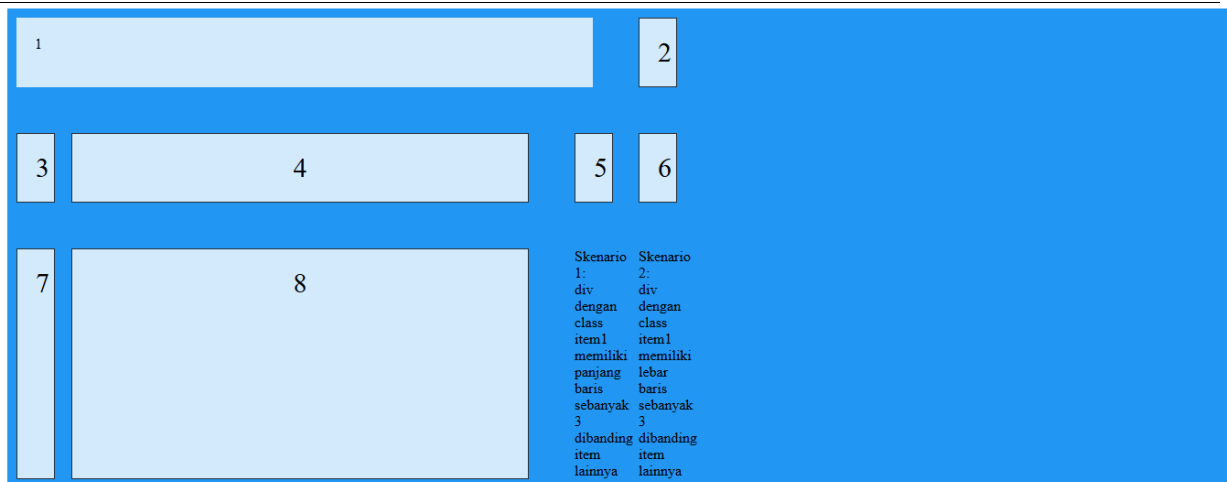 1
2
3
4
5
6
7
8
Skenario
1:
div
dengan
class
item1
memiliki
panjang
baris
sebanyak
3
dibanding
item
lainnya
Skenario
2:
div
dengan
class
item1
memiliki
lebar
baris
sebanyak
3
dibanding
item
lainnya